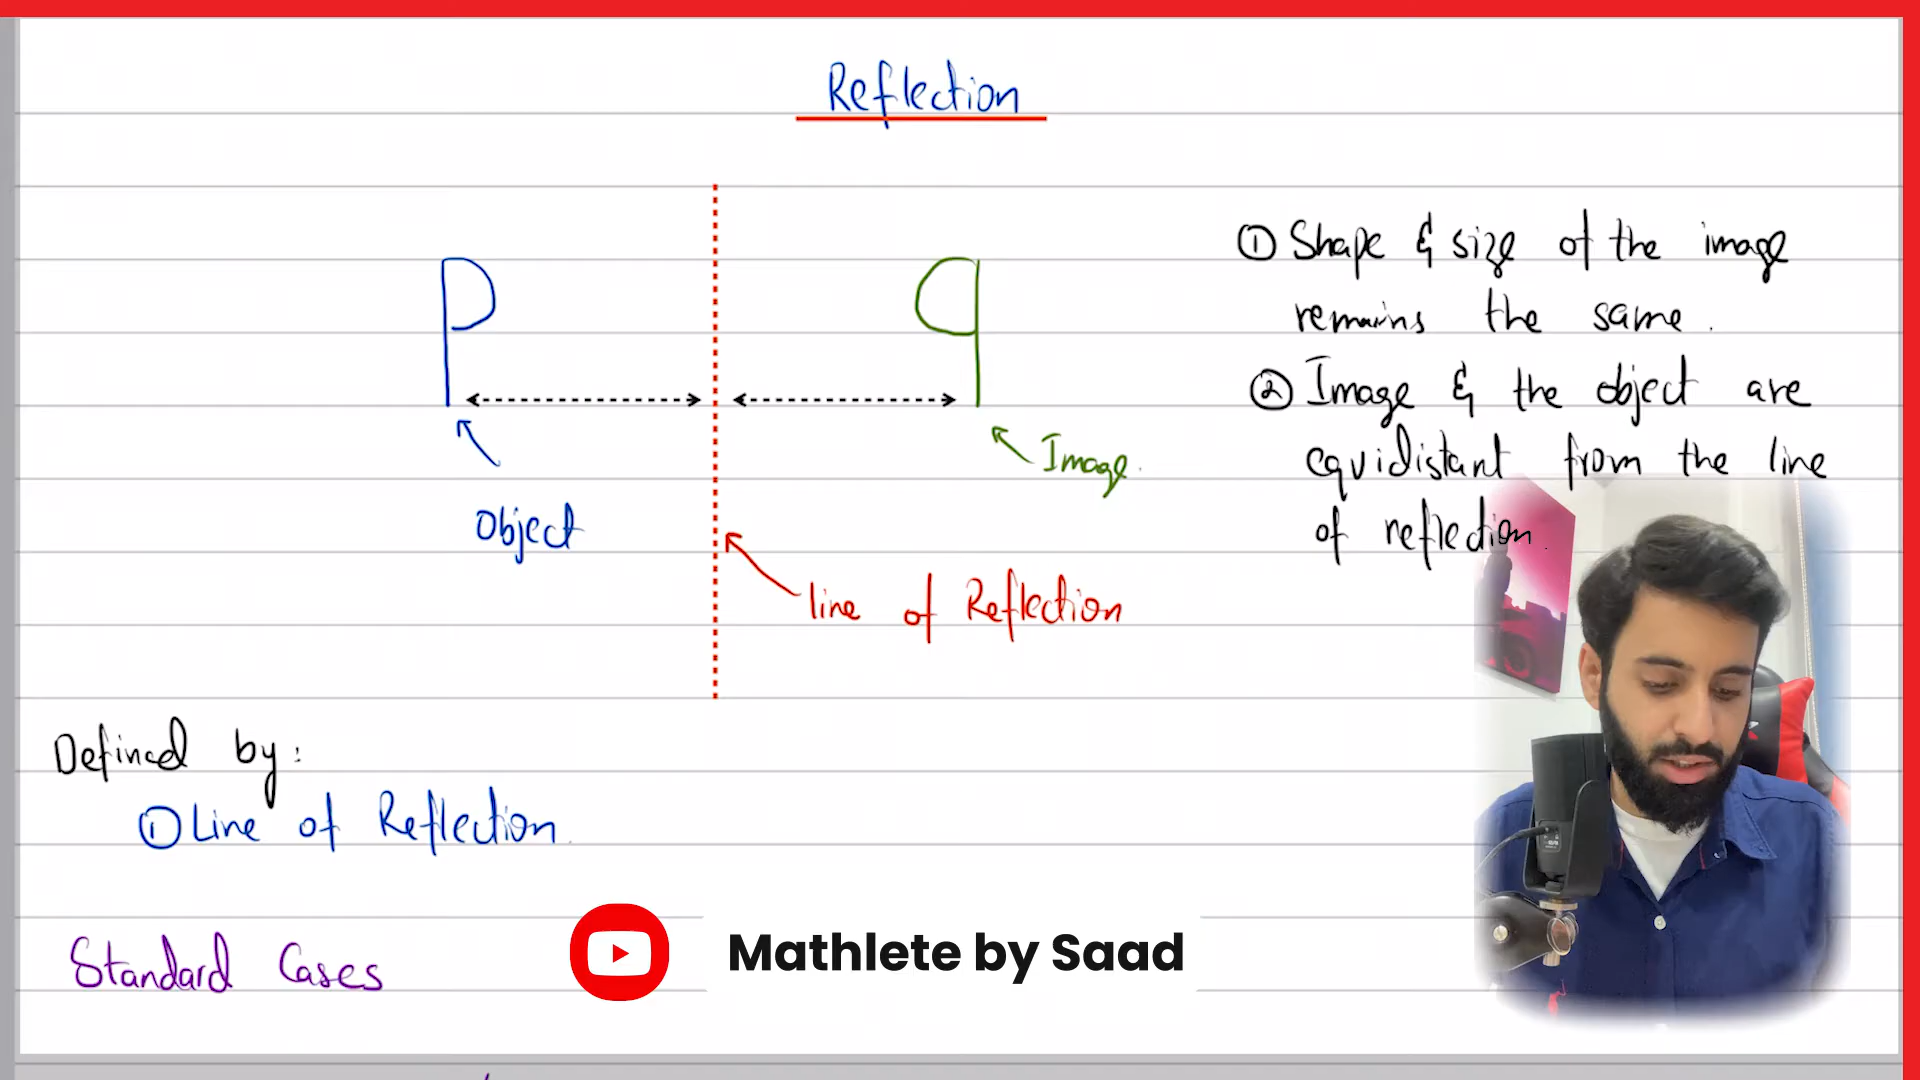 Reflection
① Shape & size of the image
remains the same.
② Image & the object are
equidistant from the line
of reflection.
Image.
Object
line of Reflection
Defined by:
① Line of Reflection.
Standard Cases
Mathlete by Saad